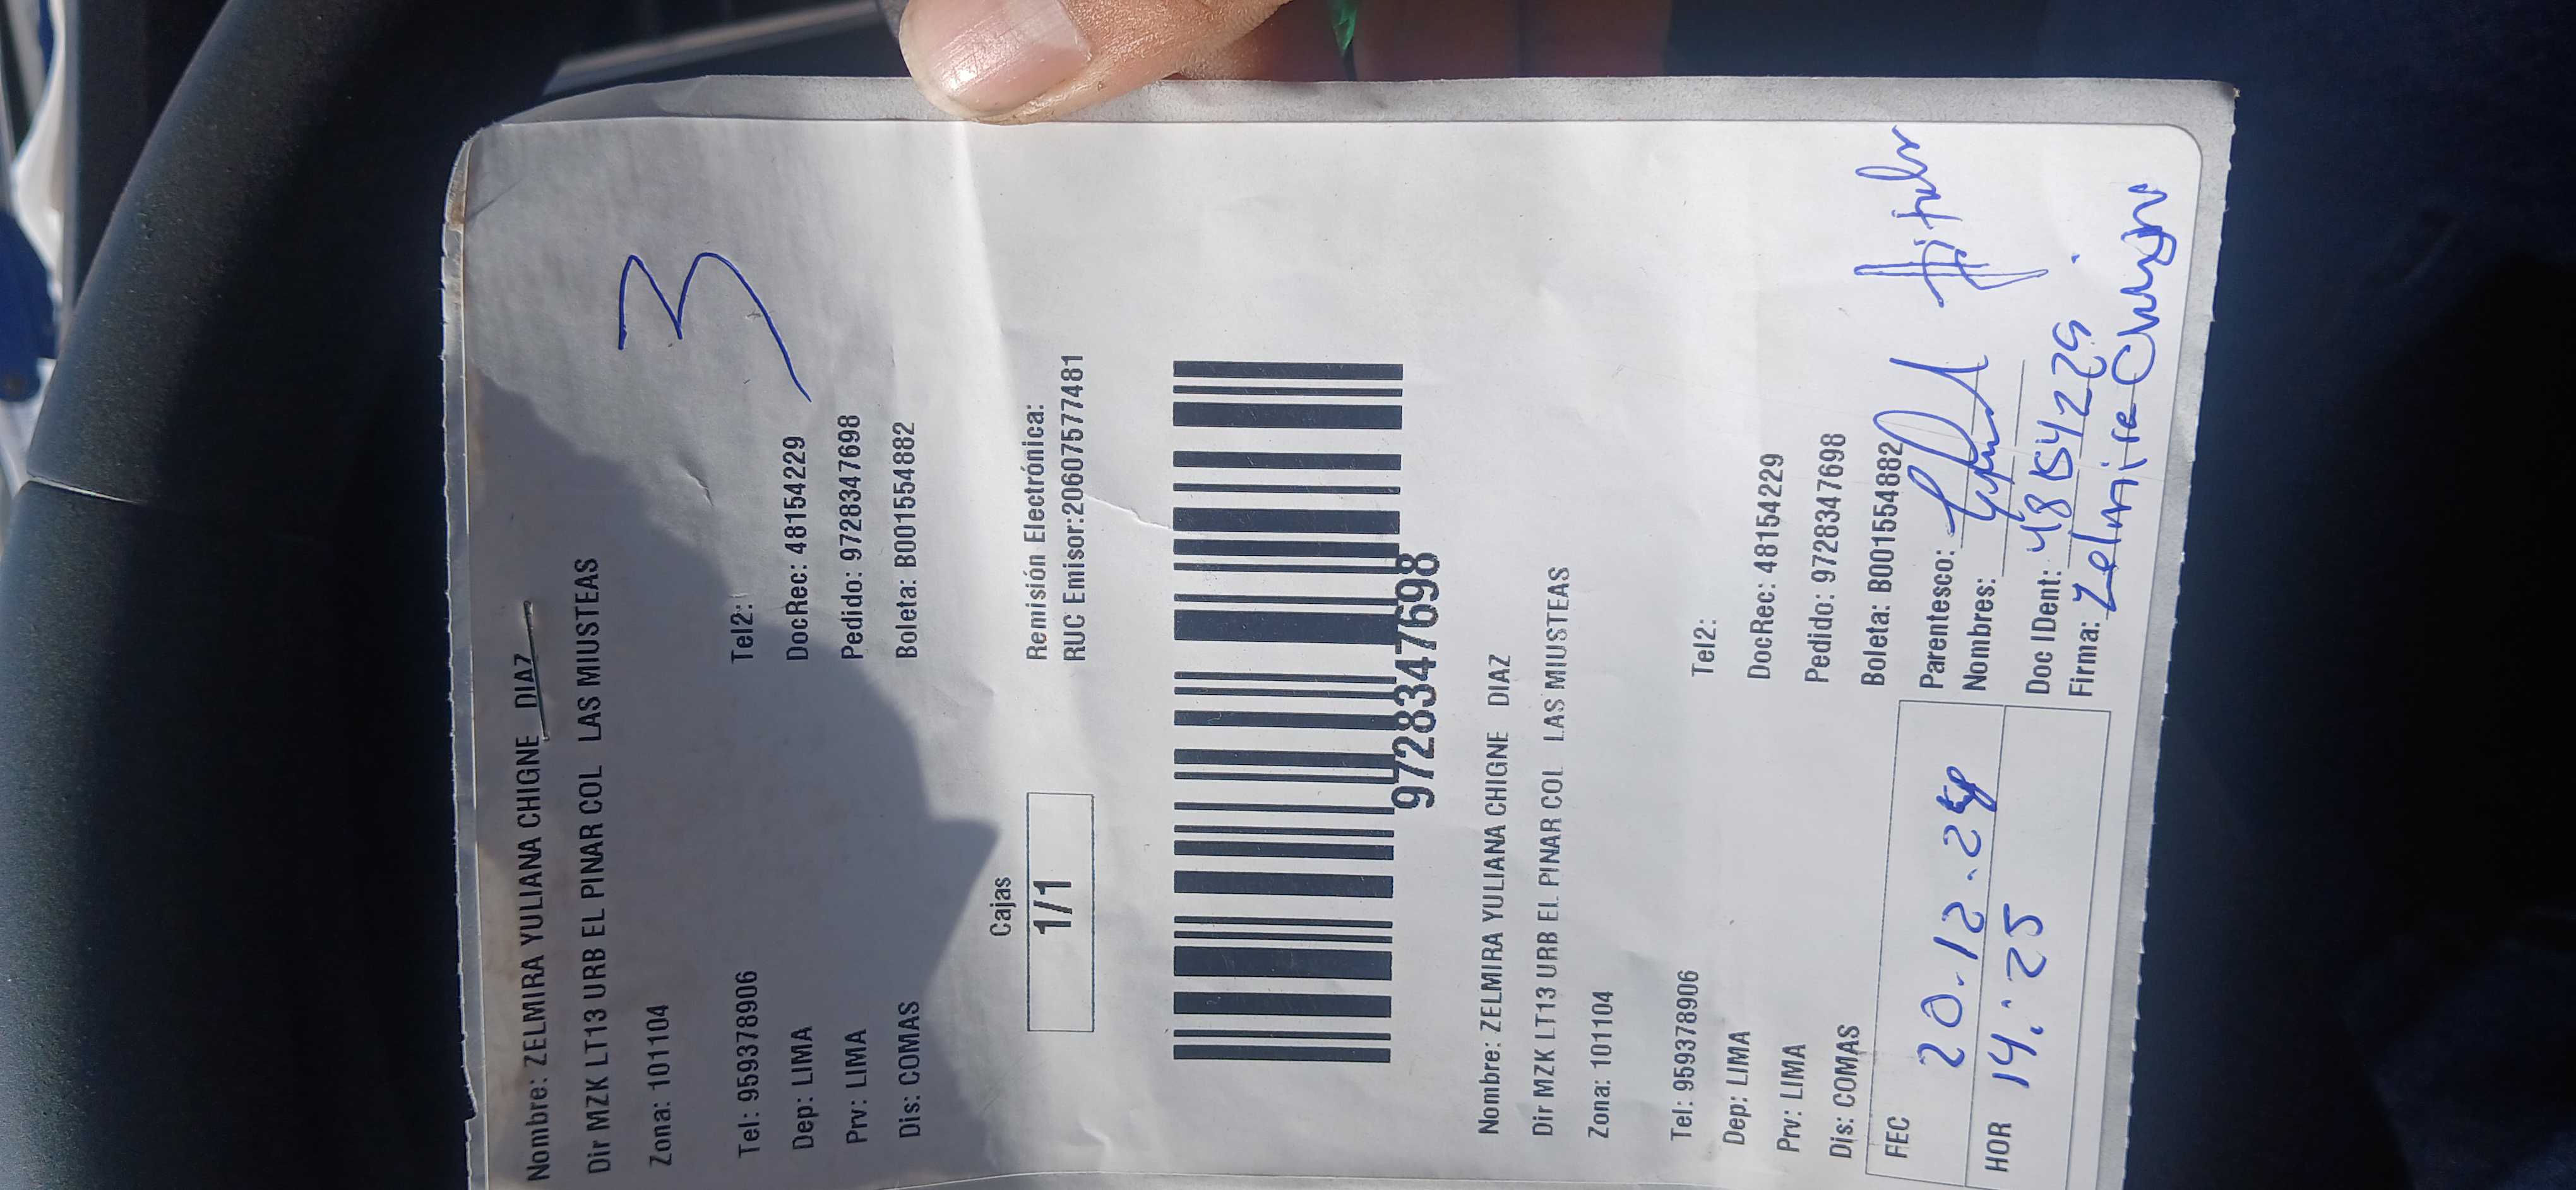 Nombre: ZELMIRA YULIANA CHIGNE DIAZ
Dir MZK LT13 URB EL PINAR COL LAS MIUSTEAS
Zona: 101104
3
Tel: 959378906 Tel2:
Dep: LIMA DocRec: 48154229
Prv: LIMA Pedido: 9728347698
Dis: COMAS Boleta: B001554882
Cajas
1/1
Remisión Electrónica:
RUC Emisor:20607577481
9728347698
Nombre: ZELMIRA YULIANA CHIGNE DIAZ
Dir MZK LT13 URB EL PINAR COL LAS MIUSTEAS
Zona: 101104
Tel: 959378906 Tel2:
Dep: LIMA DocRec: 48154229
Prv: LIMA Pedido: 9728347698
Dis: COMAS Boleta: B001554882
FEC 20.12.24
HOR 14:25
Parentesco:
Nombres:
Doc IDent: 48154229
Firma: Zelmira